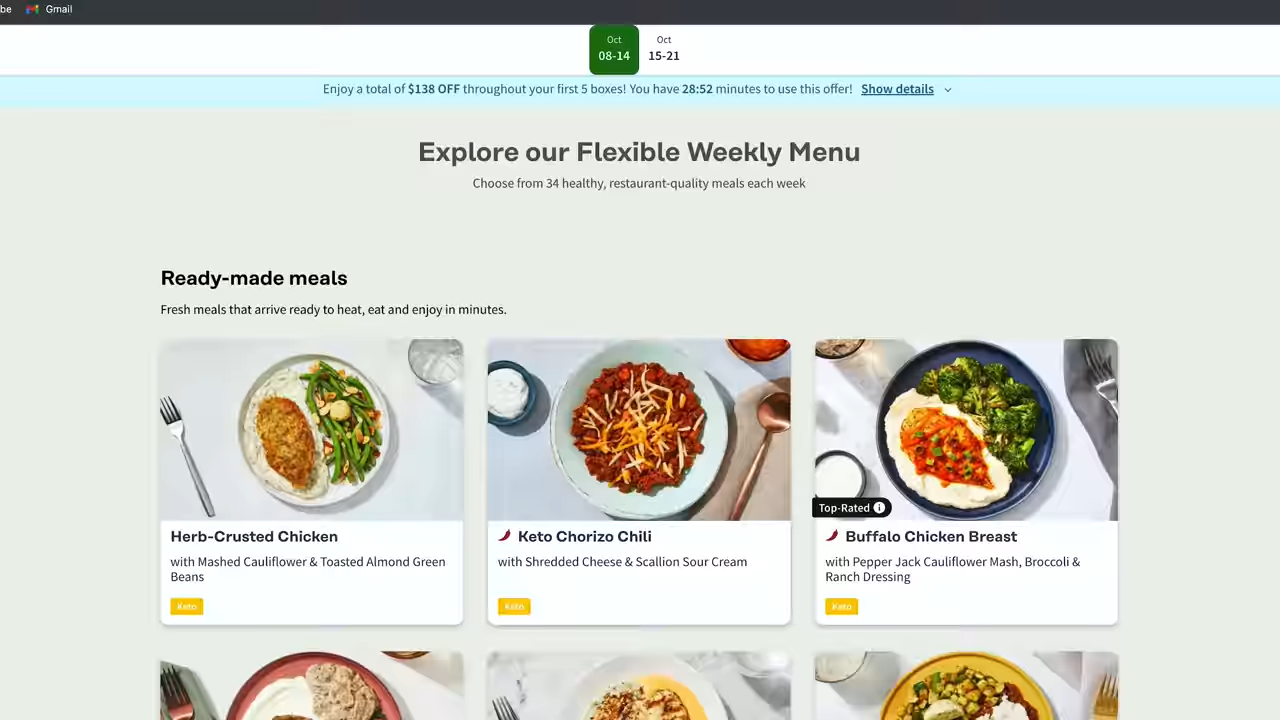 be Gmail
Oct
08-14
Oct
15-21
Enjoy a total of $138 OFF throughout your first 5 boxes! You have 28:52 minutes to use this offer! Show details
Explore our Flexible Weekly Menu
Choose from 34 healthy, restaurant-quality meals each week
Ready-made meals
Fresh meals that arrive ready to heat, eat and enjoy in minutes.
Herb-Crusted Chicken
with Mashed Cauliflower & Toasted Almond Green
Beans
Keto
Keto Chorizo Chili
with Shredded Cheese & Scallion Sour Cream
Keto
Top-Rated
Buffalo Chicken Breast
with Pepper Jack Cauliflower Mash, Broccoli &
Ranch Dressing
Keto